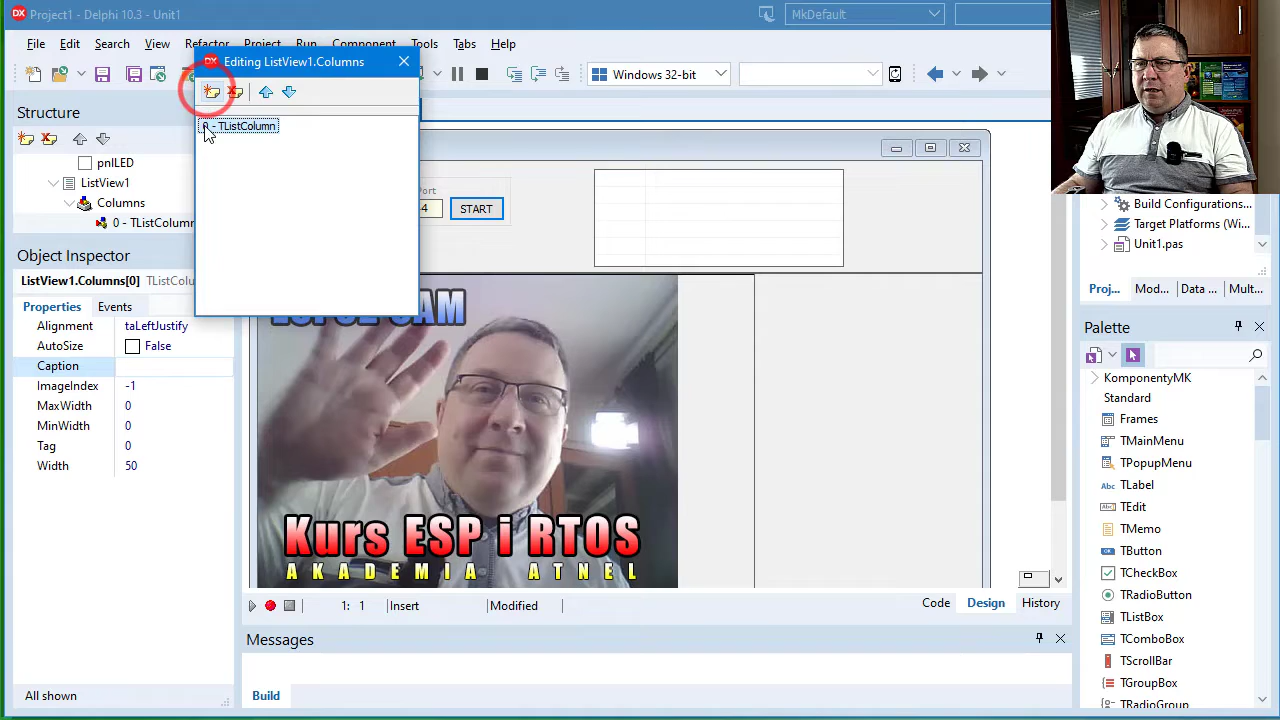 Project1 - Delphi 10.3 - Unit1
MkDefault
File Edit Search View Refactor Project Run Component Tools Tabs Help
Editing ListView1.Columns
Windows 32-bit
0 - TListColumn
Structure
pnlLED
ListView1
Columns
0 - TListColumn
Port
4
START
Object Inspector
ListView1.Columns[0] TListColu
Properties Events
Alignment taLeftJustify
AutoSize False
Caption
ImageIndex -1
MaxWidth 0
MinWidth 0
Tag 0
Width 50
All shown
Kurs ESP i RTOS
AKADEMIA ATNEL
1: 1 Insert Modified
Code Design History
Messages
Build
Build Configurations...
Target Platforms (Wi...
Unit1.pas
Proj... Mod... Data ... Mult...
Palette
KomponentyMK
Standard
Frames
TMainMenu
TPopupMenu
Abc TLabel
TEdit
TMemo
TButton
TCheckBox
TRadioButton
TListBox
TComboBox
TScrollBar
TGroupBox
TRadioGroup